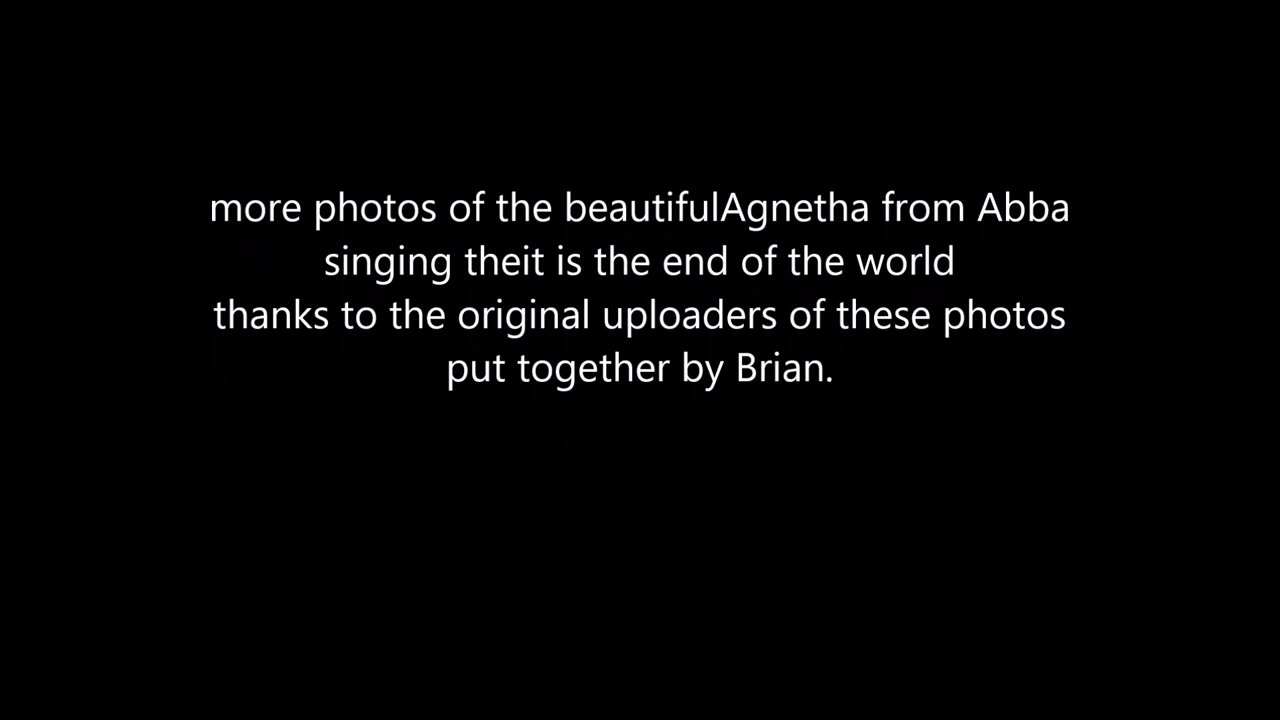 more photos of the beautifulAgnetha from Abba
singing theit is the end of the world
thanks to the original uploaders of these photos
put together by Brian.